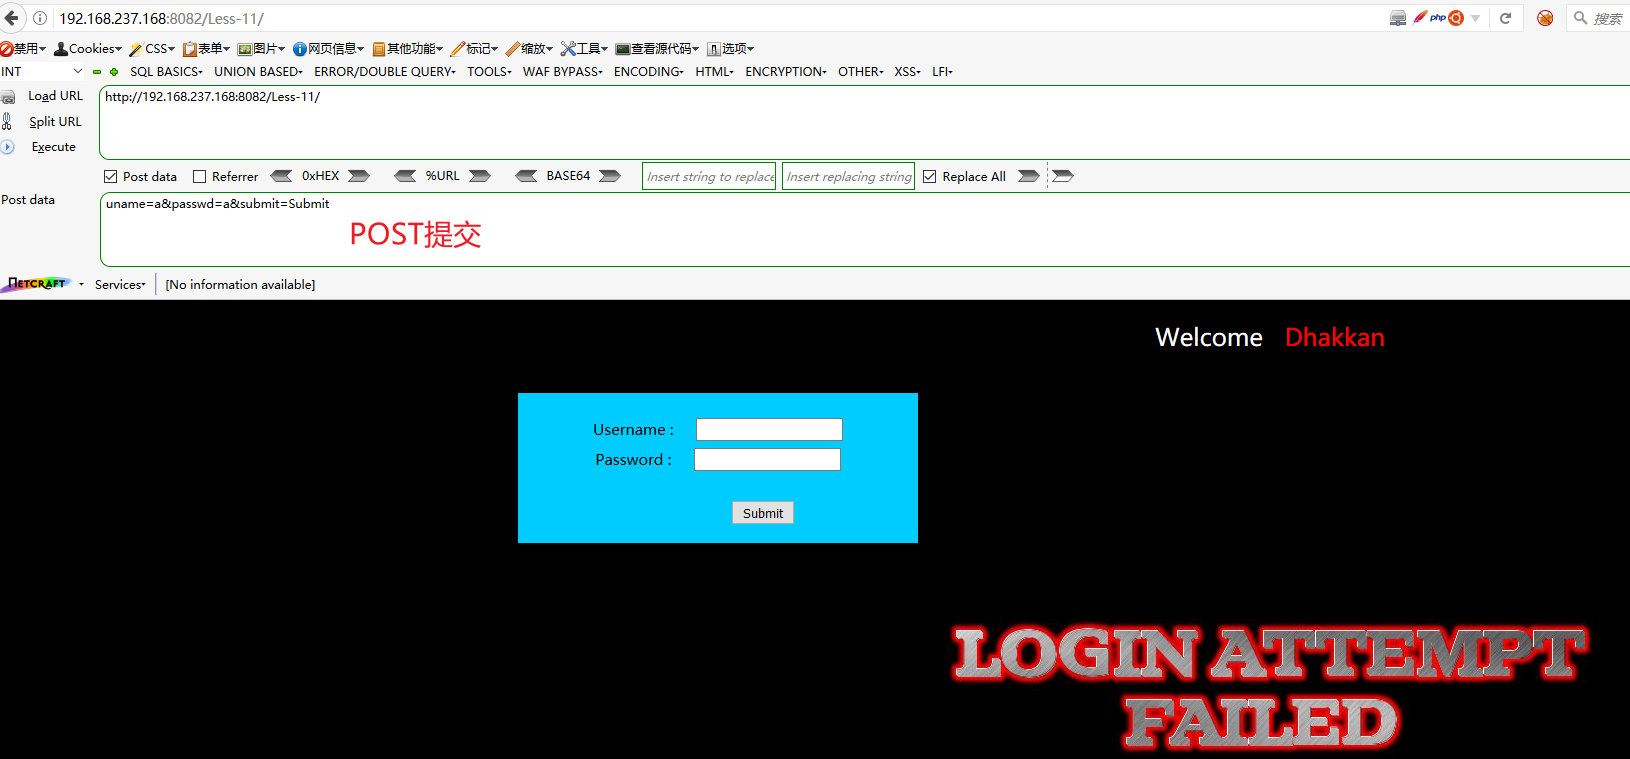 192.168.237.168:8082/Less-11/ php 搜索
禁用 Cookies CSS 表单 图片 网页信息 其他功能 标记 缩放 工具 查看源代码 选项
INT SQL BASICS UNION BASED ERROR/DOUBLE QUERY TOOLS WAF BYPASS ENCODING HTML ENCRYPTION OTHER XSS LFI
Load URL http://192.168.237.168:8082/Less-11/
Split URL
Execute
Post data Referrer 0xHEX %URL BASE64 Insert string to replace Insert replacing string Replace All
Post data uname=a&passwd=a&submit=Submit
POST提交
NETCRAFT Services [No information available]
Welcome Dhakkan
Username :
Password :
Submit
LOGIN ATTEMPT
FAILED